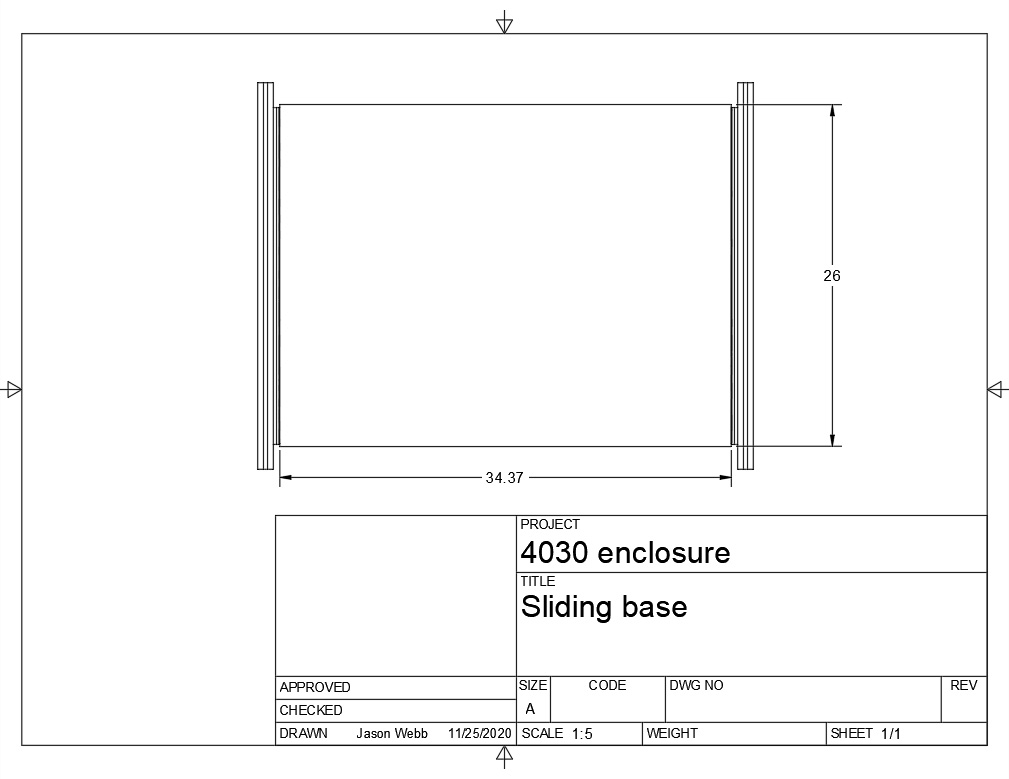 26
34.37
PROJECT
4030 enclosure
TITLE
Sliding base
APPROVED
CHECKED
DRAWN Jason Webb 11/25/2020
SIZE CODE DWG NO REV
A
SCALE 1:5 WEIGHT SHEET 1/1